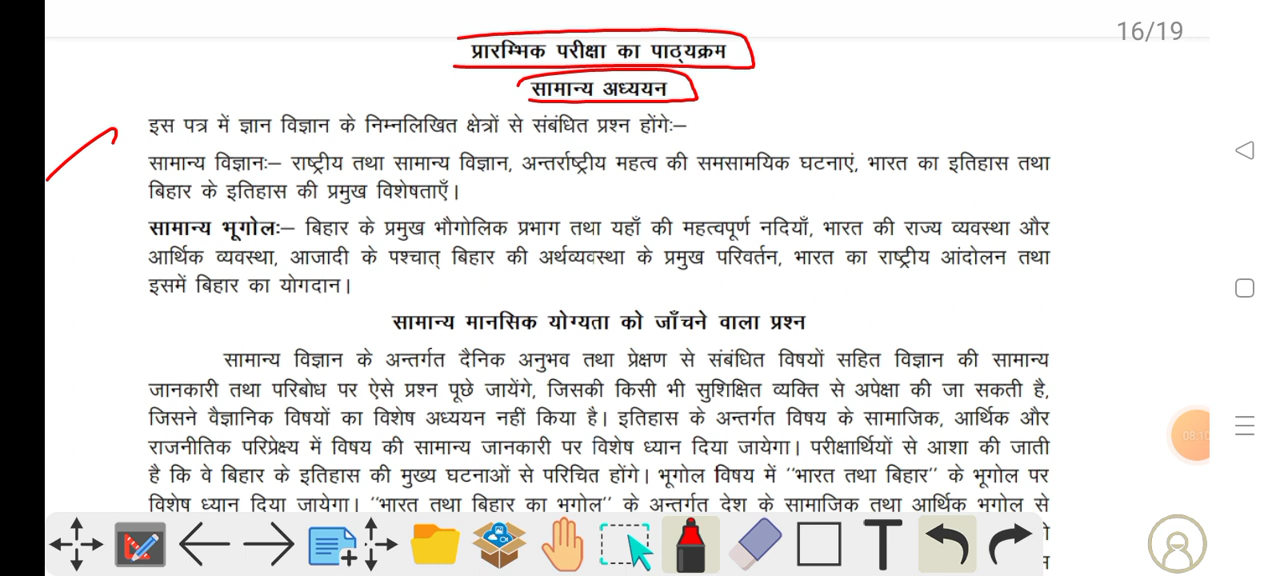 16/19
प्रारम्भिक परीक्षा का पाठ्यक्रम
सामान्य अध्ययन
इस पत्र में ज्ञान विज्ञान के निम्नलिखित क्षेत्रों से संबंधित प्रश्न होंगेः–
सामान्य विज्ञानः– राष्ट्रीय तथा सामान्य विज्ञान, अन्तर्राष्ट्रीय महत्व की समसामयिक घटनाएं, भारत का इतिहास तथा
बिहार के इतिहास की प्रमुख विशेषताएँ।
सामान्य भूगोलः– बिहार के प्रमुख भौगोलिक प्रभाग तथा यहाँ की महत्वपूर्ण नदियाँ, भारत की राज्य व्यवस्था और
आर्थिक व्यवस्था, आजादी के पश्चात् बिहार की अर्थव्यवस्था के प्रमुख परिवर्तन, भारत का राष्ट्रीय आंदोलन तथा
इसमें बिहार का योगदान।
सामान्य मानसिक योग्यता को जाँचने वाला प्रश्न
सामान्य विज्ञान के अन्तर्गत दैनिक अनुभव तथा प्रेक्षण से संबंधित विषयों सहित विज्ञान की सामान्य
जानकारी तथा परिबोध पर ऐसे प्रश्न पूछे जायेंगे, जिसकी किसी भी सुशिक्षित व्यक्ति से अपेक्षा की जा सकती है,
जिसने वैज्ञानिक विषयों का विशेष अध्ययन नहीं किया है। इतिहास के अन्तर्गत विषय के सामाजिक, आर्थिक और
राजनीतिक परिप्रेक्ष्य में विषय की सामान्य जानकारी पर विशेष ध्यान दिया जायेगा। परीक्षार्थियों से आशा की जाती
है कि वे बिहार के इतिहास की मुख्य घटनाओं से परिचित होंगे। भूगोल विषय में "भारत तथा बिहार" के भूगोल पर
विशेष ध्यान दिया जायेगा। "भारत तथा बिहार का भूगोल" के अन्तर्गत देश के सामाजिक तथा आर्थिक भूगोल से
08:10